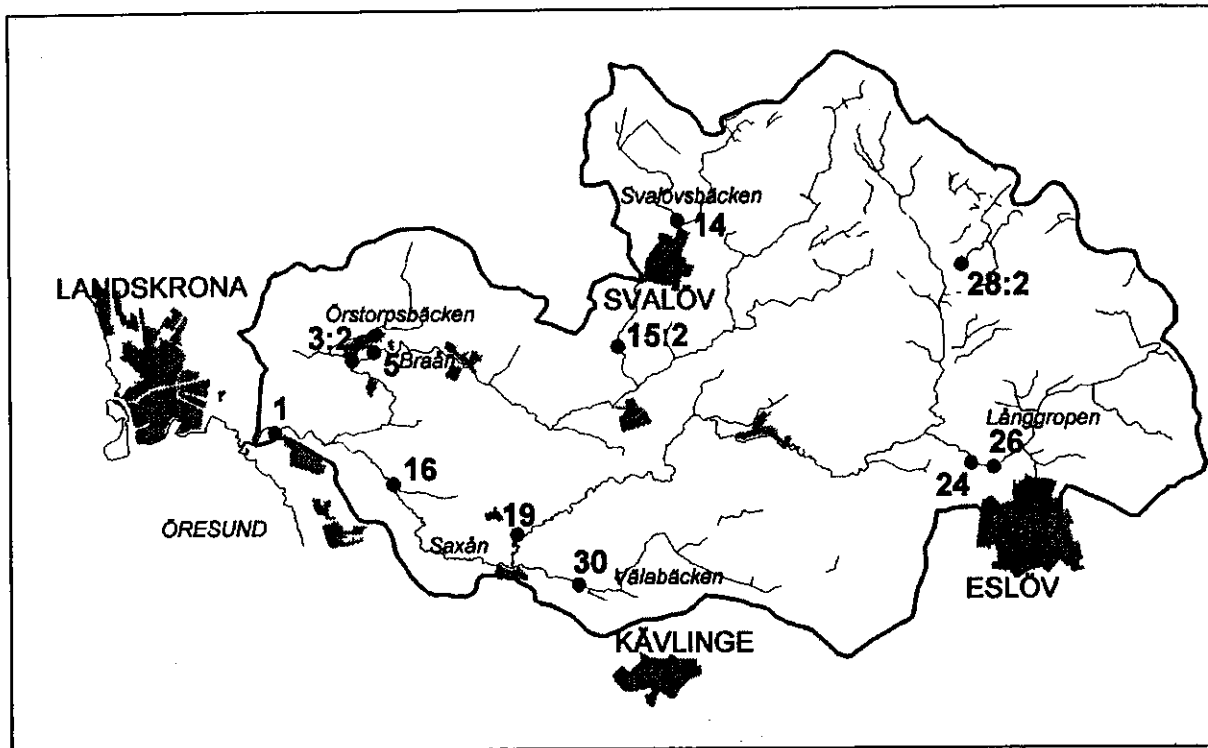 Svalövsbäcken
14
LANDSKRONA
SVALÖV
28:2
Örstorpsbäcken
3:2
5
Braån
15:2
1
Långgropen
26
24
16
19
ÖRESUND
Saxån
30
Välabäcken
ESLÖV
KÄVLINGE